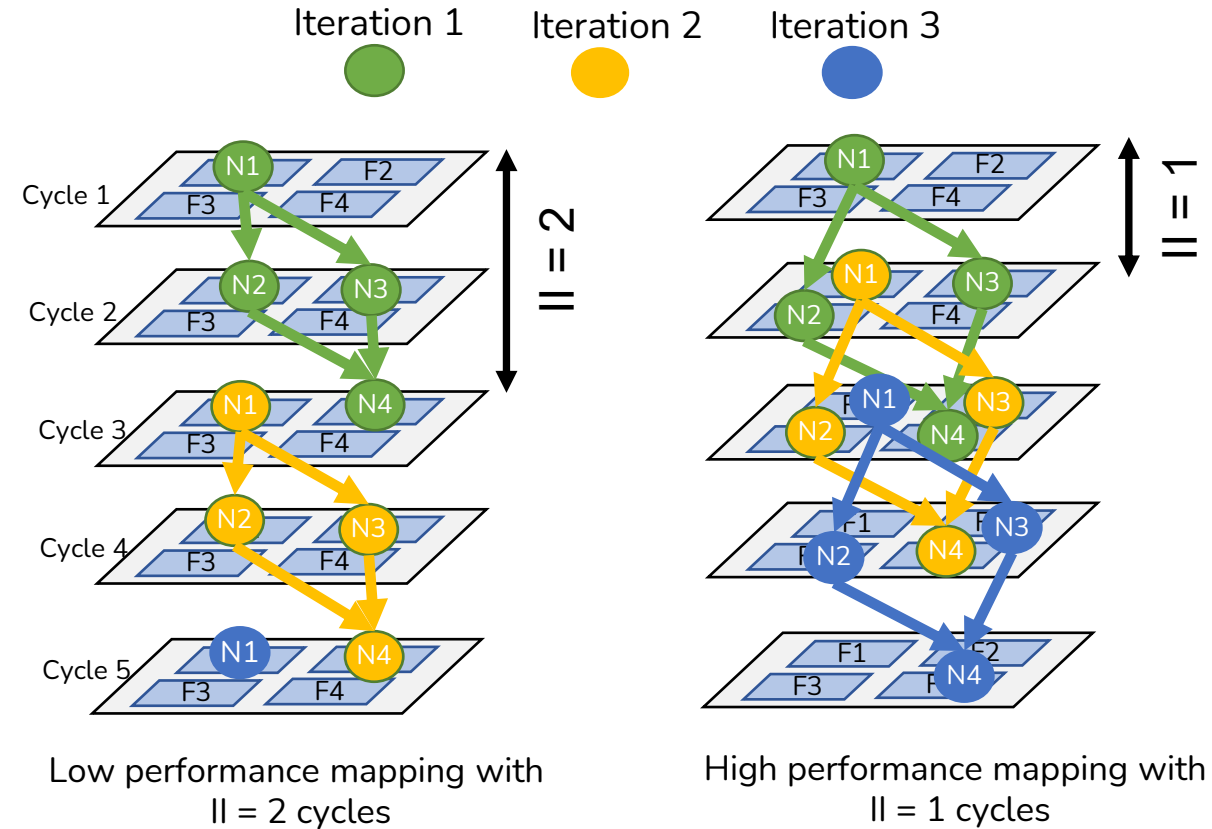 Iteration 1 Iteration 2 Iteration 3
N1 F2
Cycle 1 F3 F4
II = 2
N2 N3
Cycle 2 F3 F4
N1 N4
Cycle 3 F3 F4
N2 N3
Cycle 4 F3 F4
N1 N4
Cycle 5 F3 F4
Low performance mapping with
II = 2 cycles
N1 F2
F3 F4
II = 1
N1 N3
N2 F4
N1 N3
N2 N4
F1 N3
N2 N4
F1 F2
F3 N4
High performance mapping with
II = 1 cycles